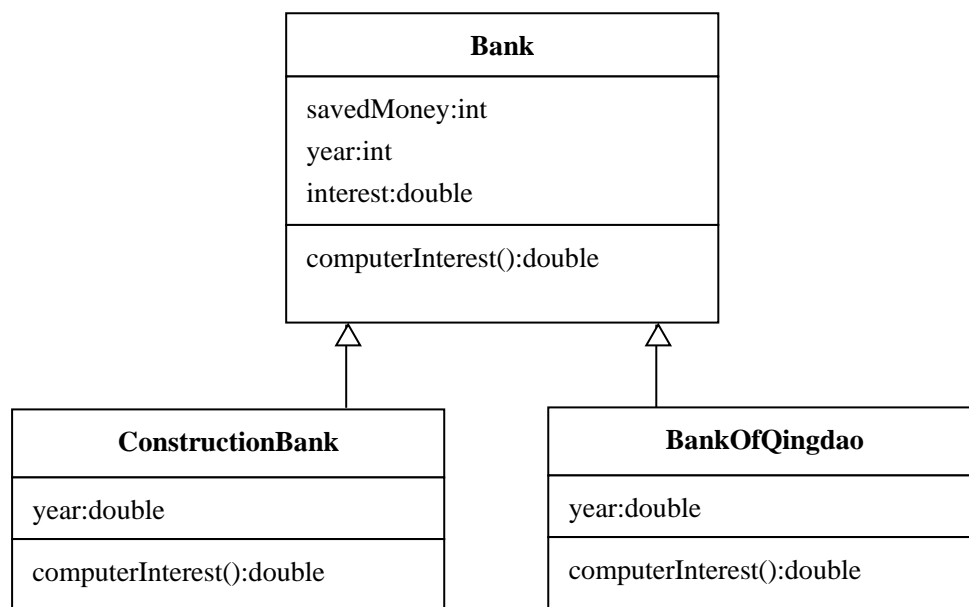 Bank
savedMoney:int
year:int
interest:double
computerInterest():double
ConstructionBank
year:double
computerInterest():double
BankOfQingdao
year:double
computerInterest():double